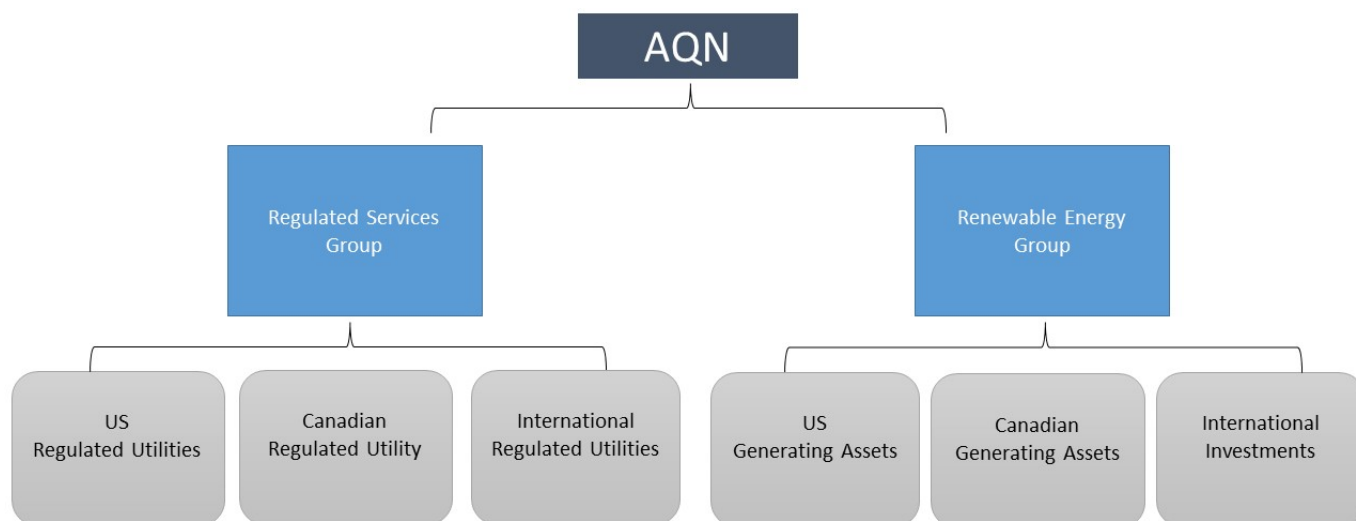 AQN
Regulated Services
Group
Renewable Energy
Group
US
Regulated Utilities
Canadian
Regulated Utility
International
Regulated Utilities
US
Generating Assets
Canadian
Generating Assets
International
Investments